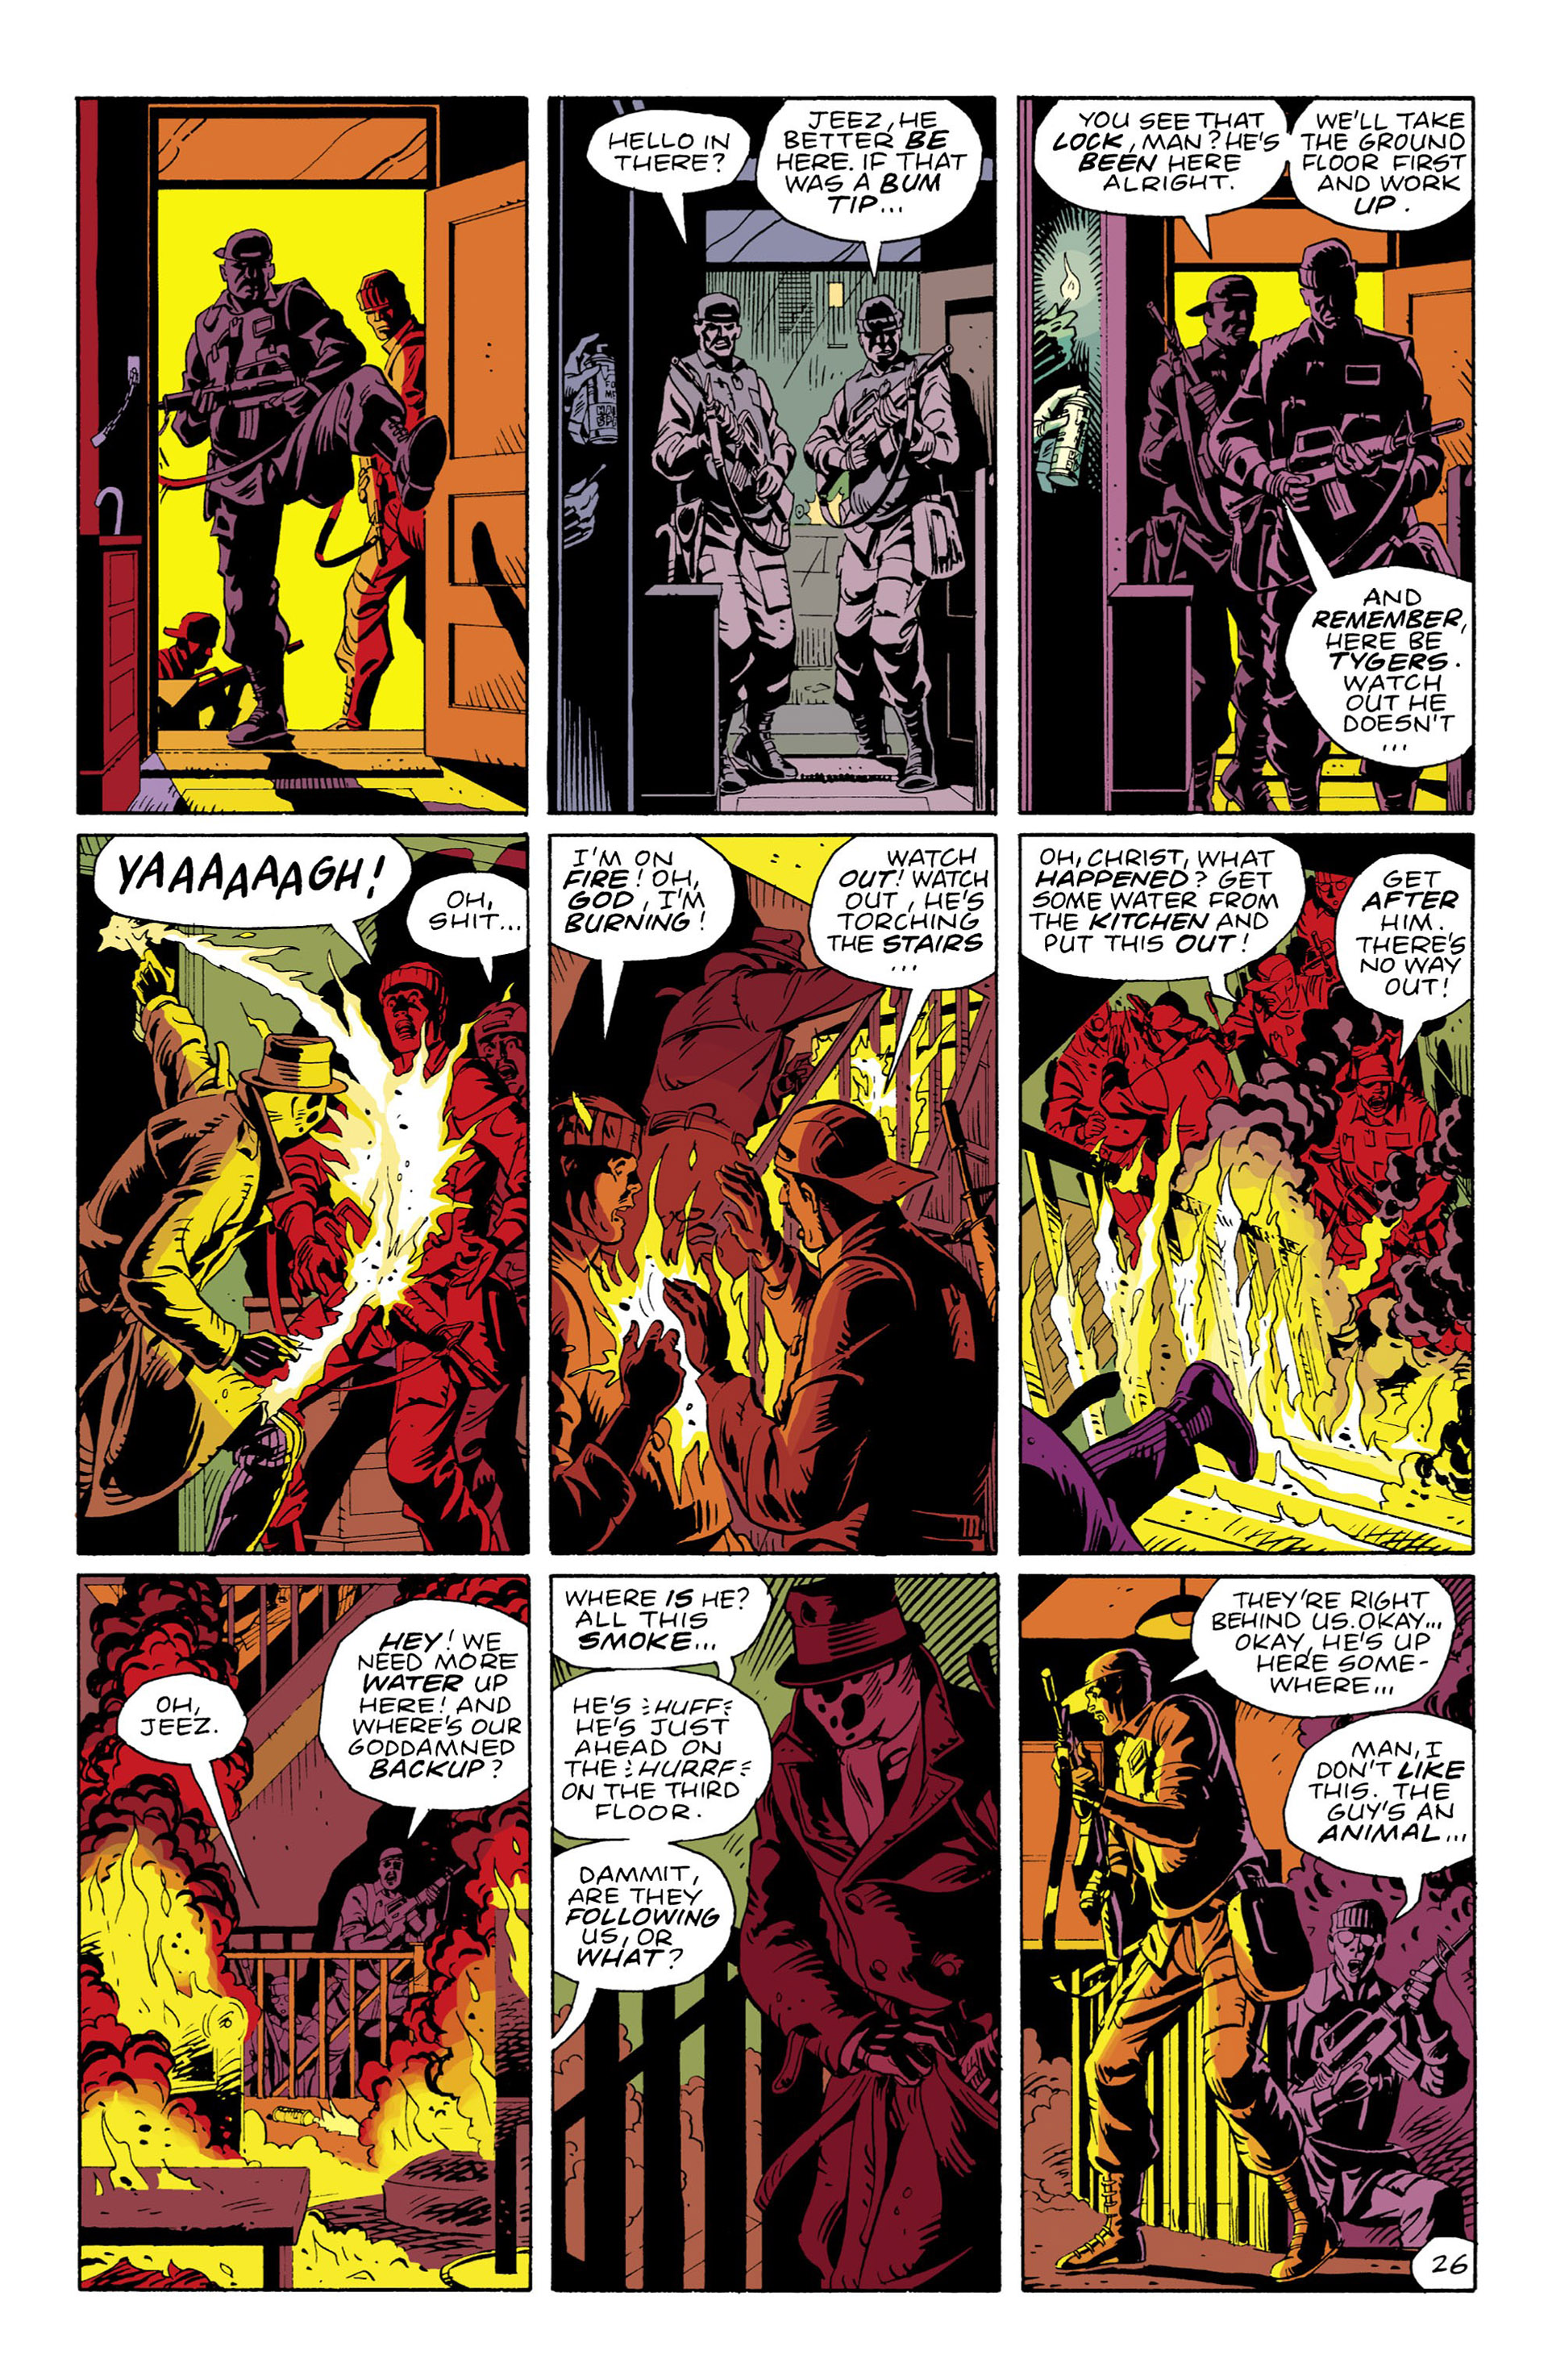 HELLO IN
THERE?
JEEZ, HE
BETTER BE
HERE. IF THAT
WAS A BUM
TIP...
YOU SEE THAT
LOCK, MAN? HE'S
BEEN HERE
ALRIGHT.
WE'LL TAKE
THE GROUND
FLOOR FIRST
AND WORK
UP.
AND
REMEMBER,
HERE BE
TYGERS.
WATCH
OUT HE
DOESN'T
...
YAAAAAAGH!
OH,
SHIT...
I'M ON
FIRE! OH,
GOD, I'M
BURNING!
WATCH
OUT! WATCH
OUT, HE'S
TORCHING
THE STAIRS
...
OH, CHRIST, WHAT
HAPPENED? GET
SOME WATER FROM
THE KITCHEN AND
PUT THIS OUT!
GET
AFTER
HIM.
THERE'S
NO WAY
OUT!
OH,
JEEZ.
HEY! WE
NEED MORE
WATER UP
HERE! AND
WHERE'S OUR
GODDAMNED
BACKUP?
WHERE IS HE?
ALL THIS
SMOKE...
HE'S HUFF
HE'S JUST
AHEAD ON
THE HURRF
ON THE THIRD
FLOOR.
DAMMIT,
ARE THEY
FOLLOWING
US, OR
WHAT?
THEY'RE RIGHT
BEHIND US. OKAY...
OKAY, HE'S UP
HERE SOME-
WHERE...
MAN, I
DON'T LIKE
THIS. THE
GUY'S AN
ANIMAL...
26